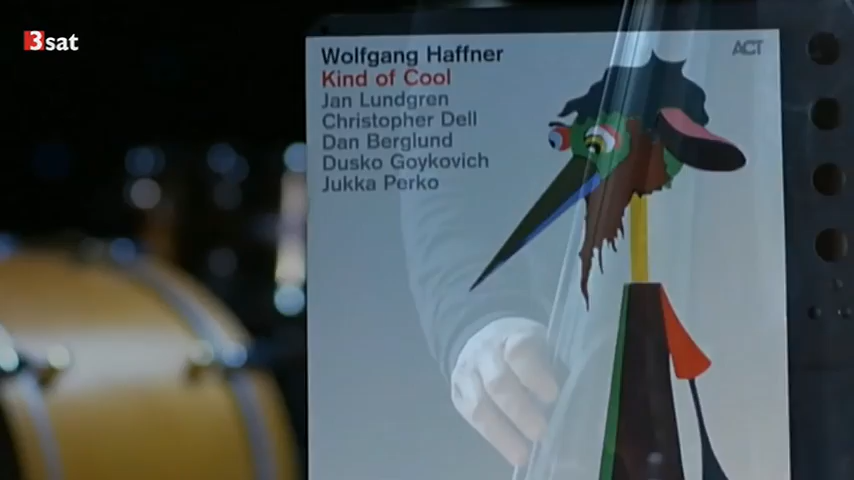 3sat
Wolfgang Haffner
ACT
Kind of Cool
Jan Lundgren
Christopher Dell
Dan Berglund
Dusko Goykovich
Jukka Perko